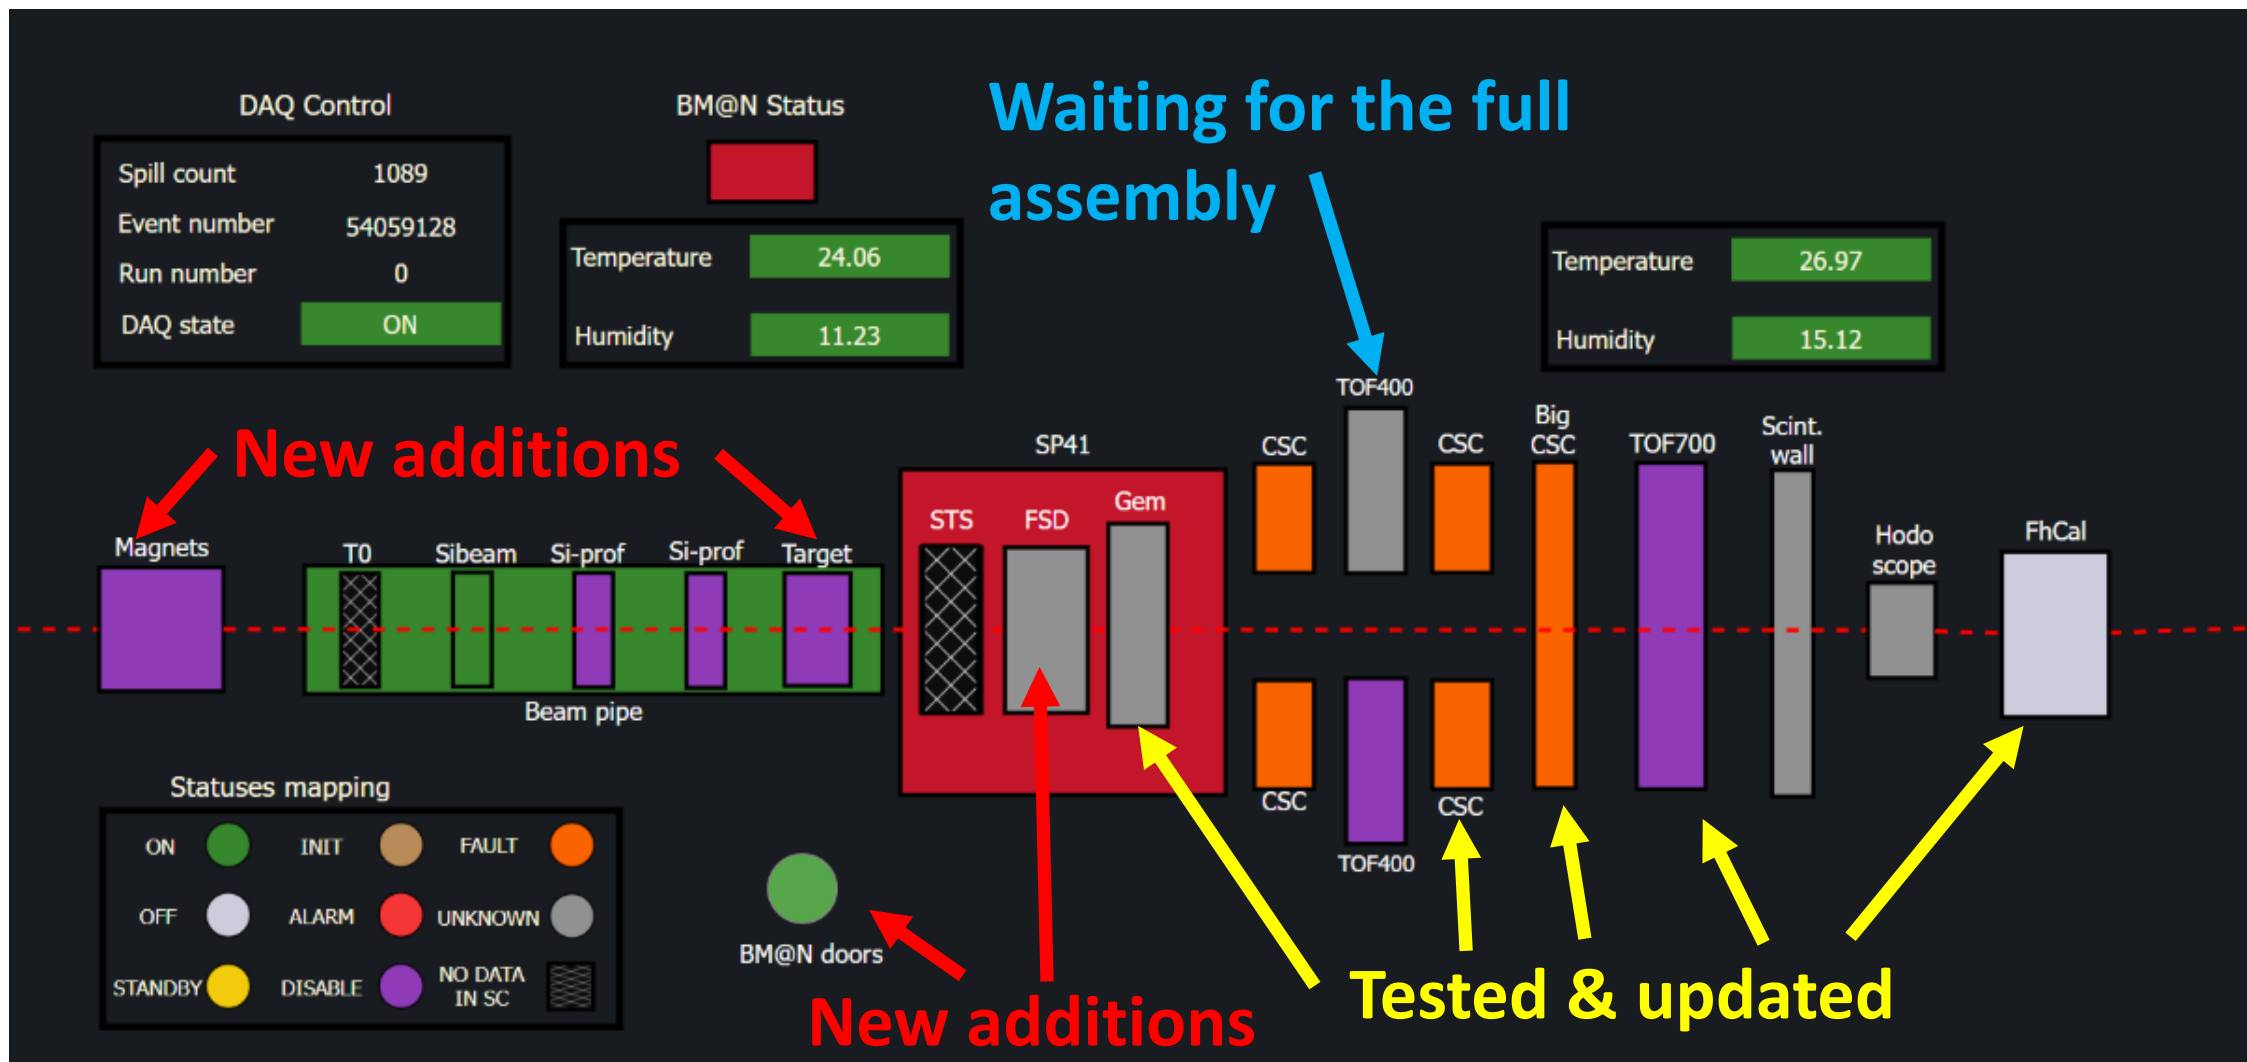 DAQ Control
Spill count 1089
Event number 54059128
Run number 0
DAQ state ON
BM@N Status
Temperature 24.06
Humidity 11.23
Waiting for the full
assembly
Temperature 26.97
Humidity 15.12
New additions
Magnets
T0
Sibeam
Si-prof
Si-prof
Target
Beam pipe
SP41
STS
FSD
Gem
CSC
TOF400
CSC
Big
CSC
TOF700
Scint.
wall
Hodo
scope
FhCal
CSC
TOF400
CSC
Statuses mapping
ON INIT FAULT
OFF ALARM UNKNOWN
STANDBY DISABLE NO DATA
IN SC
BM@N doors
New additions
Tested & updated